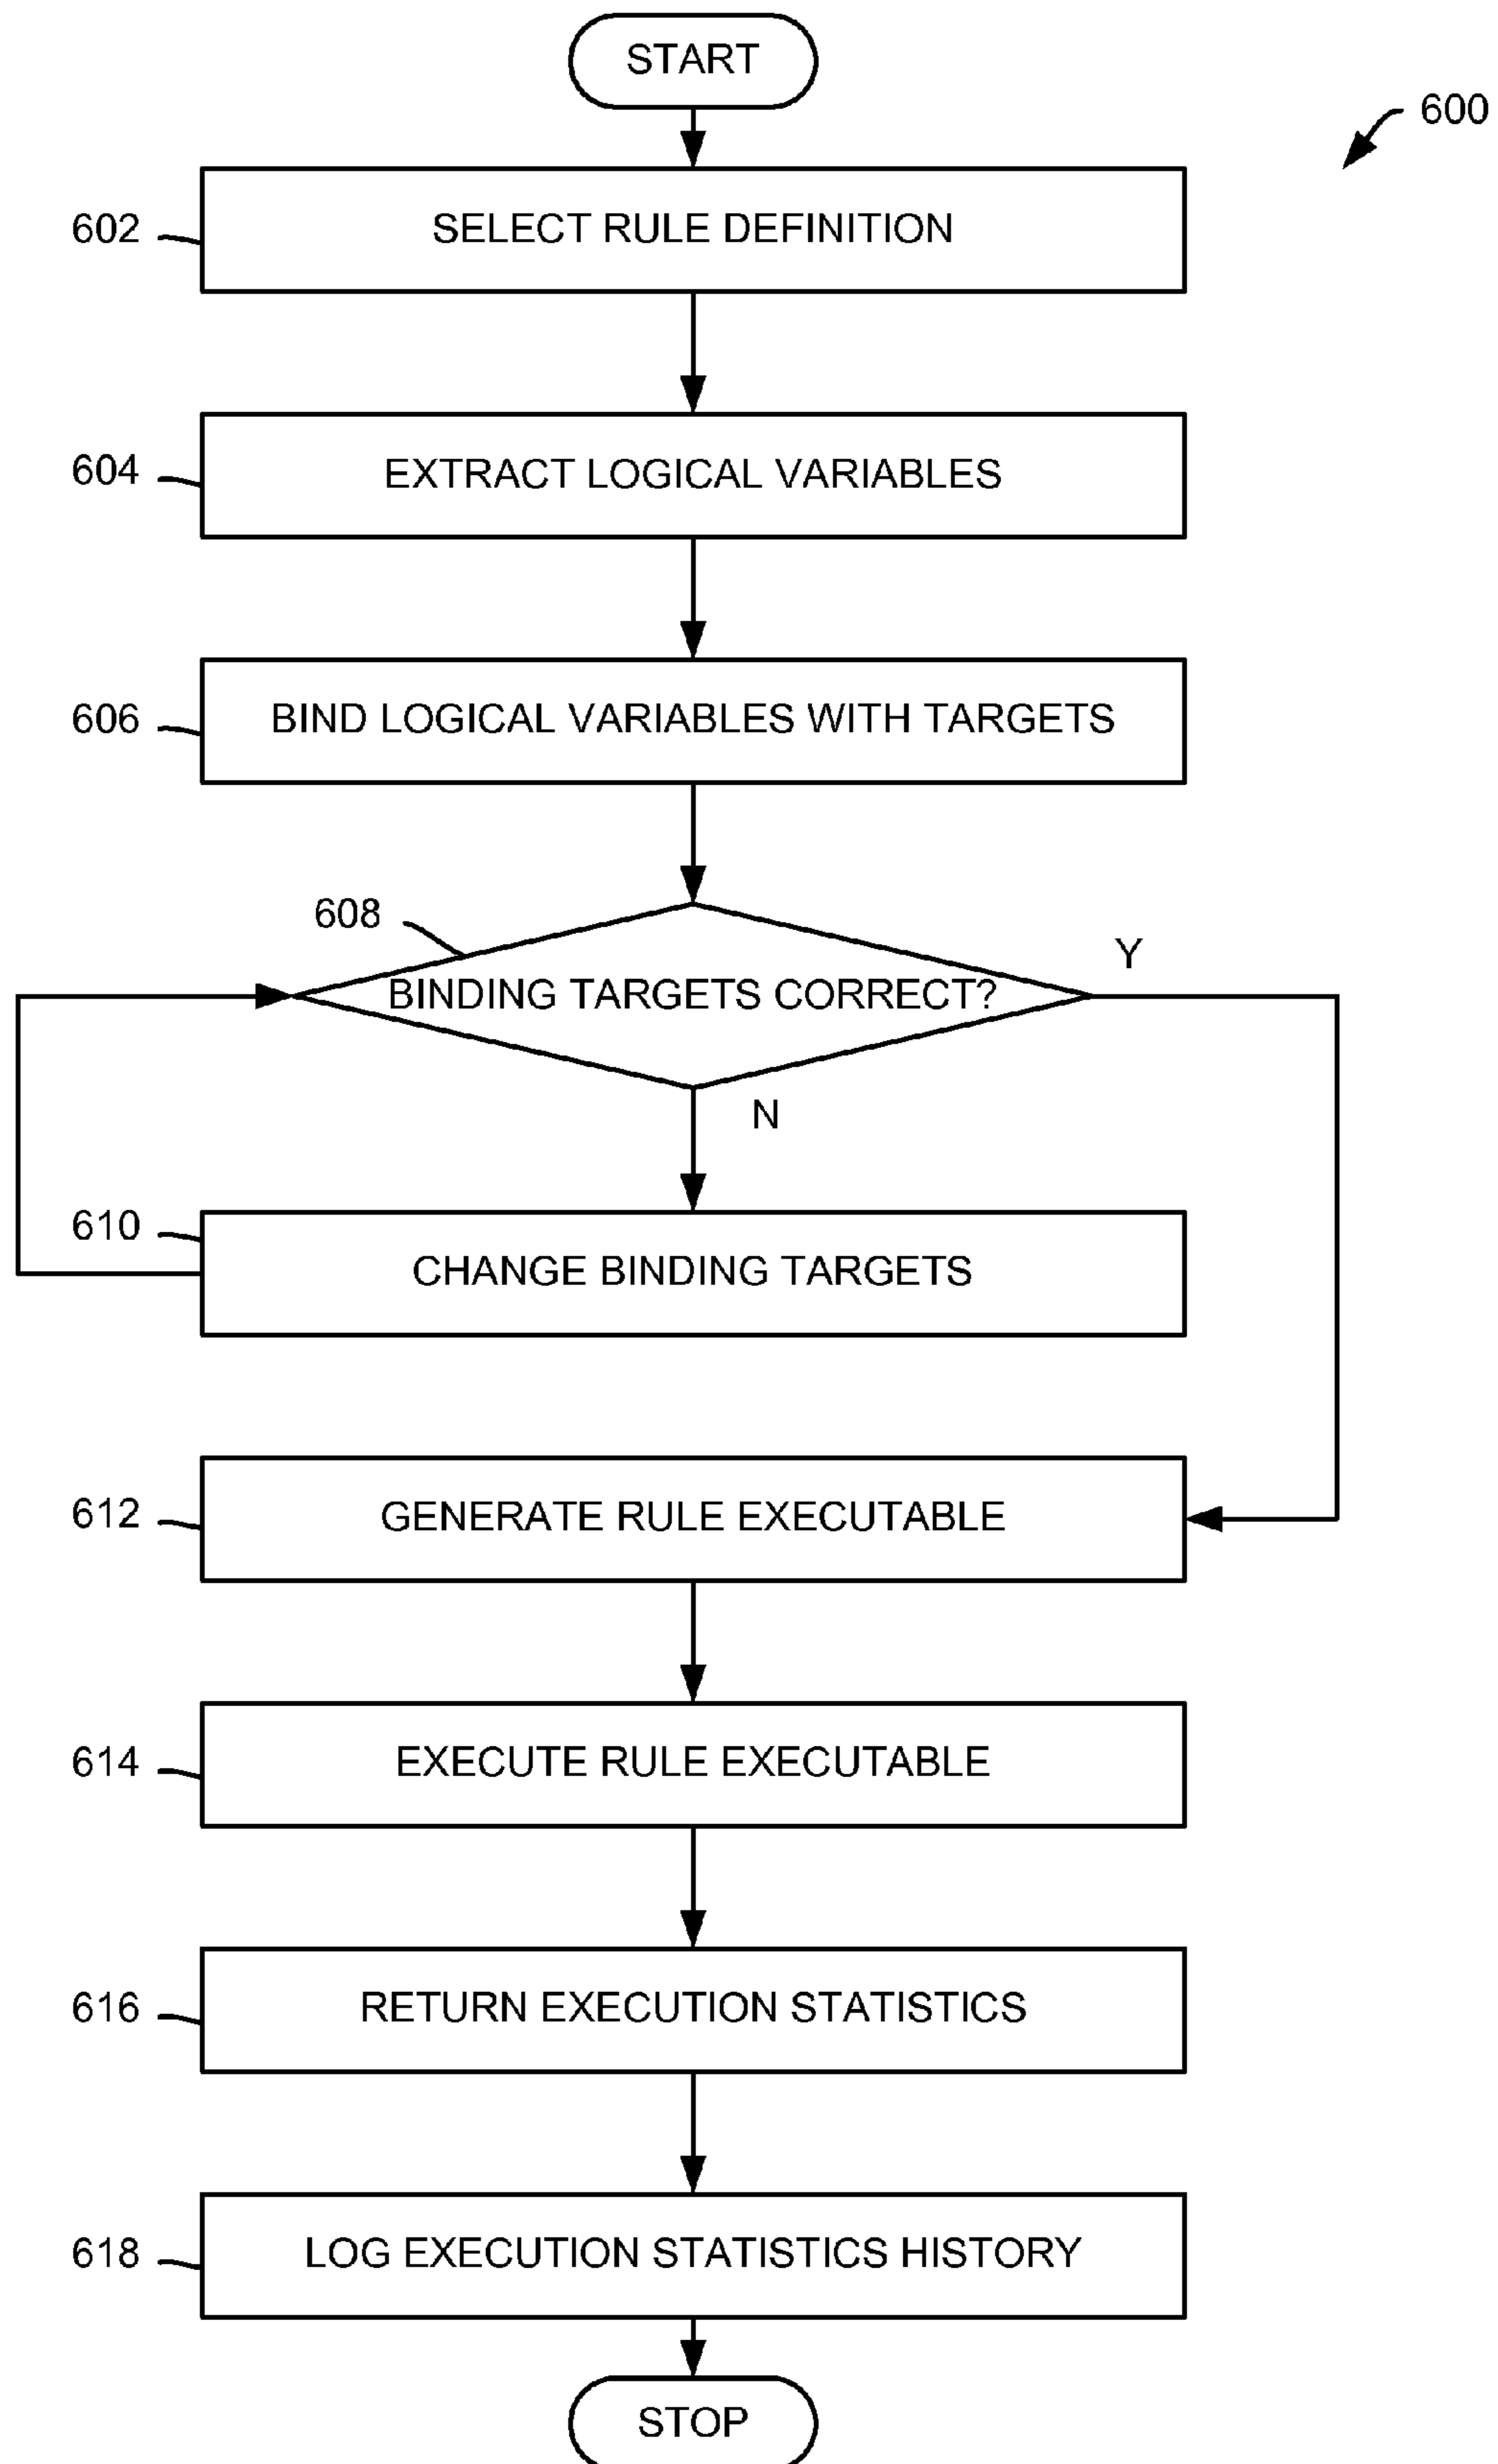 START
600
602
SELECT RULE DEFINITION
604
EXTRACT LOGICAL VARIABLES
606
BIND LOGICAL VARIABLES WITH TARGETS
608
Y
BINDING TARGETS CORRECT?
N
610
CHANGE BINDING TARGETS
612
GENERATE RULE EXECUTABLE
614
EXECUTE RULE EXECUTABLE
616
RETURN EXECUTION STATISTICS
618
LOG EXECUTION STATISTICS HISTORY
STOP